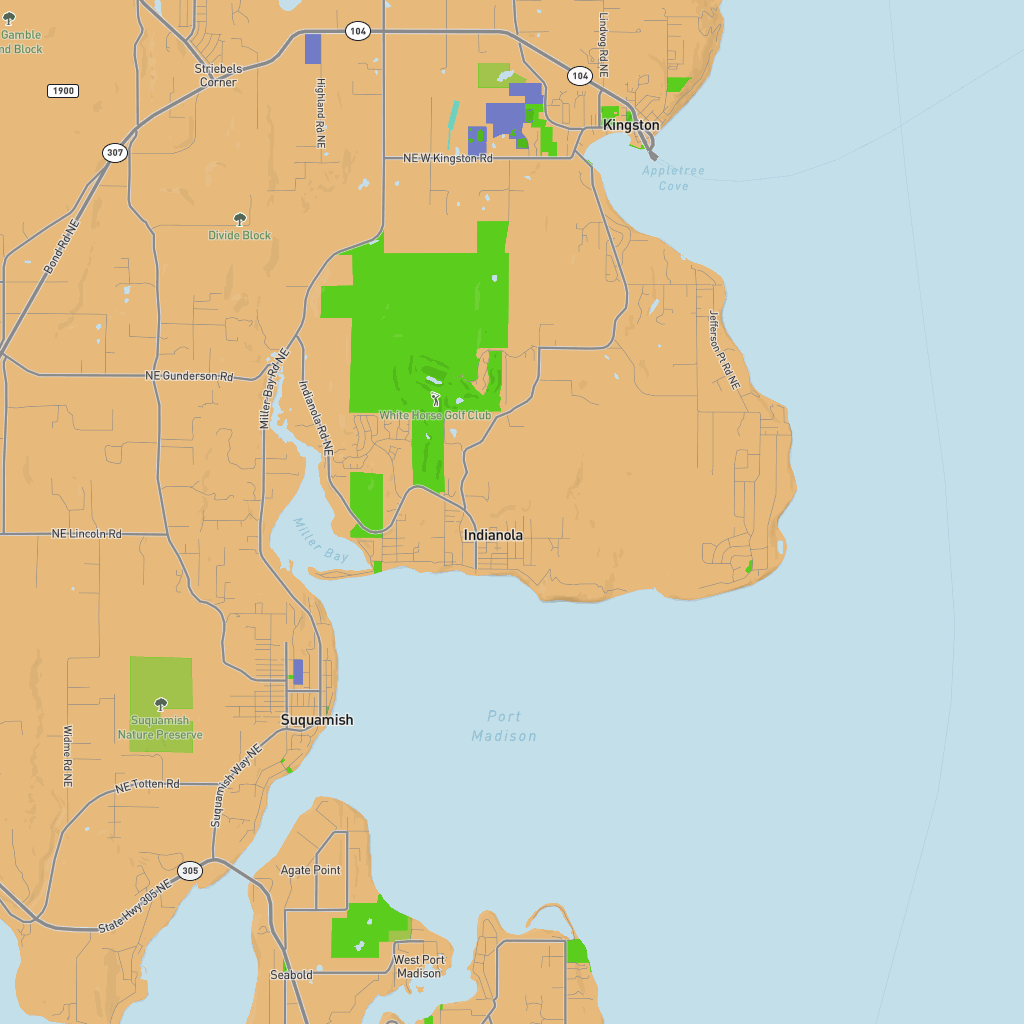 Gamble
nd Block
104
Lindvog Rd NE
Striebels
Corner
104
1900
Highland Rd NE
Kingston
307
NE W Kingston Rd
Appletree
Cove
Divide Block
Bond Rd NE
Jefferson Pt Rd NE
NE Gunderson Rd
Miller Bay Rd NE
Indianola Rd NE
White Horse Golf Club
NE Lincoln Rd
Miller Bay
Indianola
Suquamish
Nature Preserve
Suquamish
Port
Madison
Widme Rd NE
Suquamish Way NE
NE Totten Rd
305
Agate Point
State Hwy 305 NE
West Port
Madison
Seabold